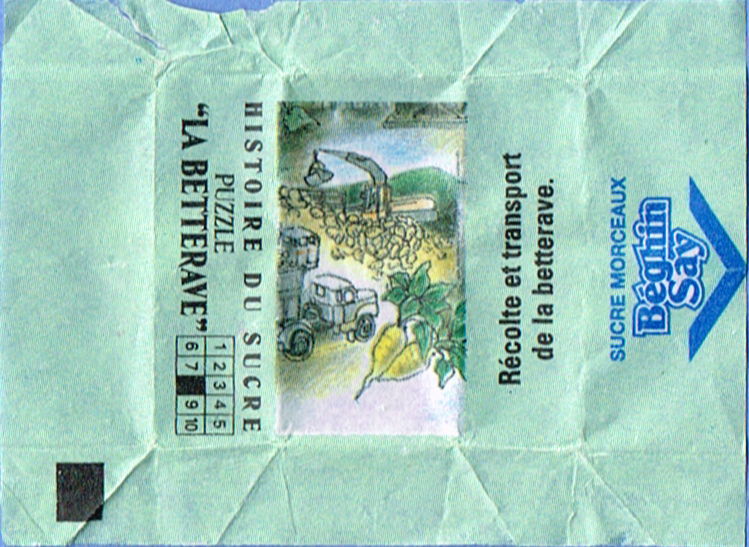 HISTOIRE DU SUCRE
PUZZLE
“LA BETTERAVE”
1 2 3 4 5
6 7 9 10
Récolte et transport
de la betterave.
SUCRE MORCEAUX
Béghin
Say